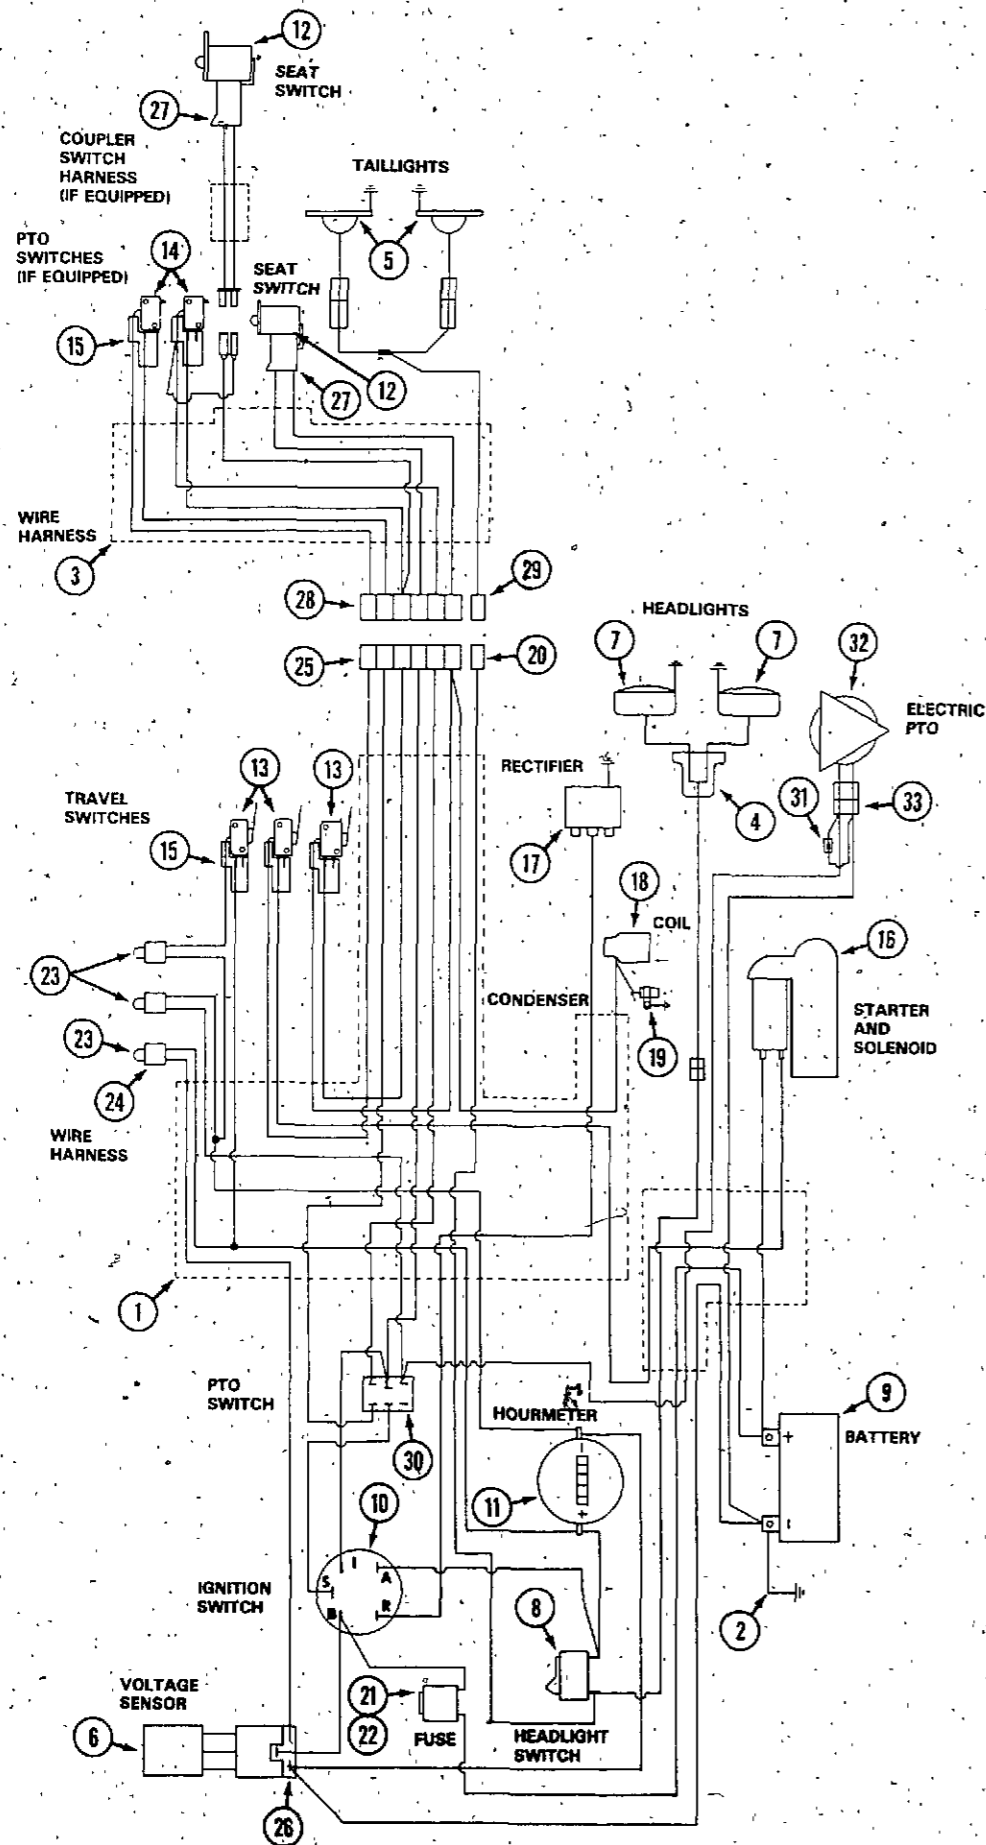 12
SEAT
SWITCH
27
COUPLER
SWITCH
HARNESS
(IF EQUIPPED)
TAILLIGHTS
5
PTO
SWITCHES
(IF EQUIPPED)
14
SEAT
SWITCH
15
12
27
WIRE
HARNESS
3
28
29
25
20
HEADLIGHTS
7
7
32
ELECTRIC
PTO
RECTIFIER
4
31
33
TRAVEL
SWITCHES
13
13
15
17
18
COIL
16
STARTER
AND
SOLENOID
23
CONDENSER
19
23
24
WIRE
HARNESS
1
PTO
SWITCH
30
HOURMETER
-
+
11
9
BATTERY
+
-
2
10
I
S
A
B
R
IGNITION
SWITCH
8
VOLTAGE
SENSOR
6
21
22
FUSE
HEADLIGHT
SWITCH
26